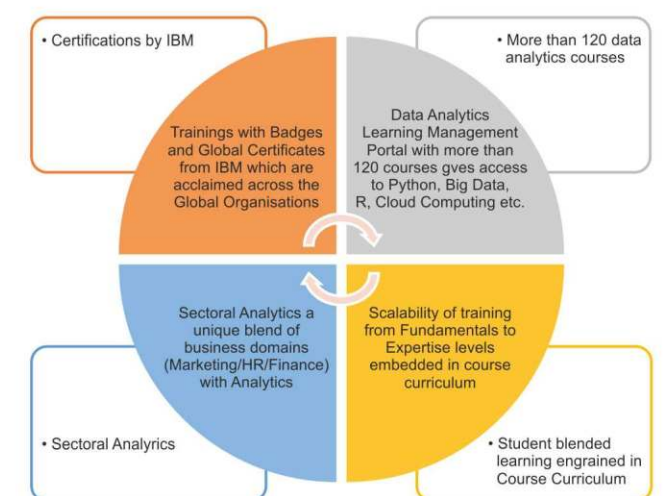 • Certifications by IBM
• More than 120 data
analytics courses
Trainings with Badges
and Global Certificates
from IBM which are
acclaimed across the
Global Organisations
Data Analytics
Learning Management
Portal with more than
120 courses gves access
to Python, Big Data,
R, Cloud Computing etc.
Sectoral Analytics a
unique blend of
business domains
(Marketing/HR/Finance)
with Analytics
Scalability of training
from Fundamentals to
Expertise levels
embedded in course
curriculum
• Sectoral Analyrics
• Student blended
learning engrained in
Course Curriculum